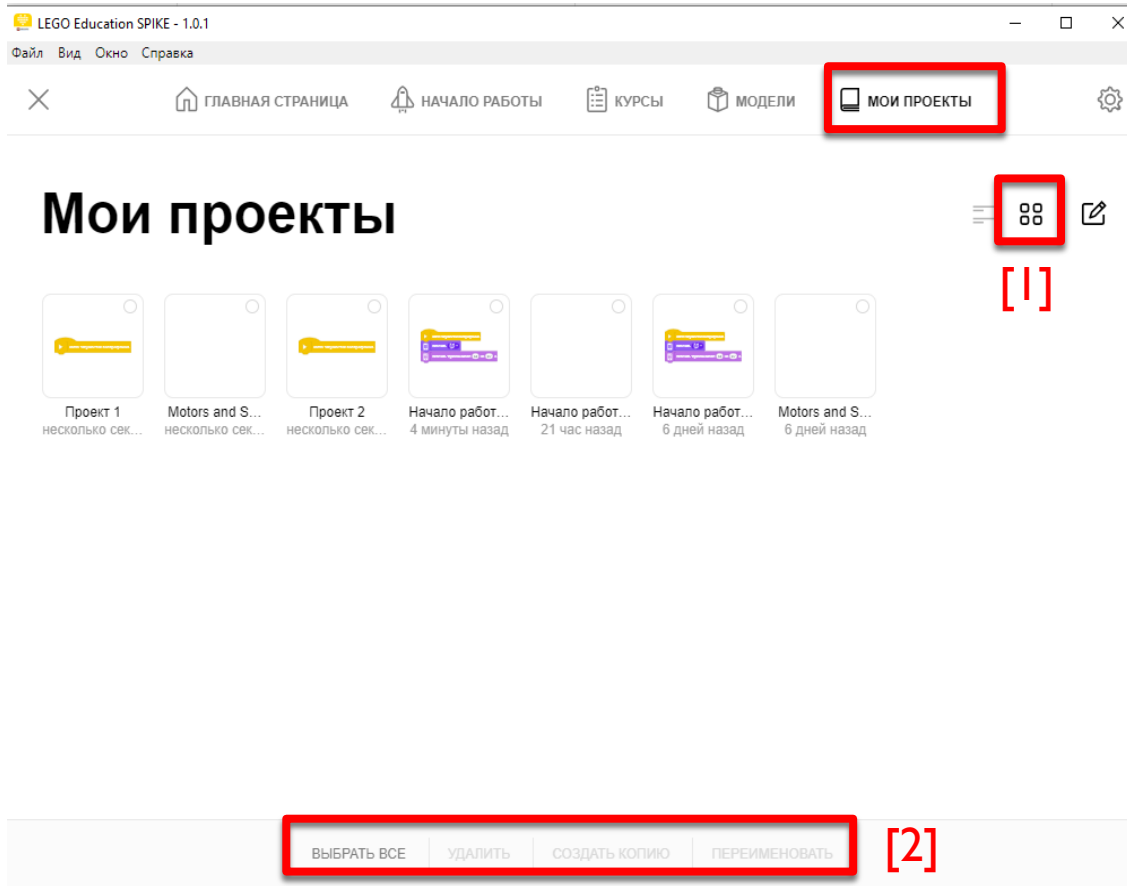 LEGO Education SPIKE - 1.0.1
Файл Вид Окно Справка
ГЛАВНАЯ СТРАНИЦА НАЧАЛО РАБОТЫ КУРСЫ МОДЕЛИ МОИ ПРОЕКТЫ
Мои проекты
[1]
Проект 1 Motors and S... Проект 2 Начало работ... Начало работ... Начало работ... Motors and S...
несколько сек... несколько сек... несколько сек... 4 минуты назад 21 час назад 6 дней назад 6 дней назад
ВЫБРАТЬ ВСЕ УДАЛИТЬ СОЗДАТЬ КОПИЮ ПЕРЕИМЕНОВАТЬ [2]